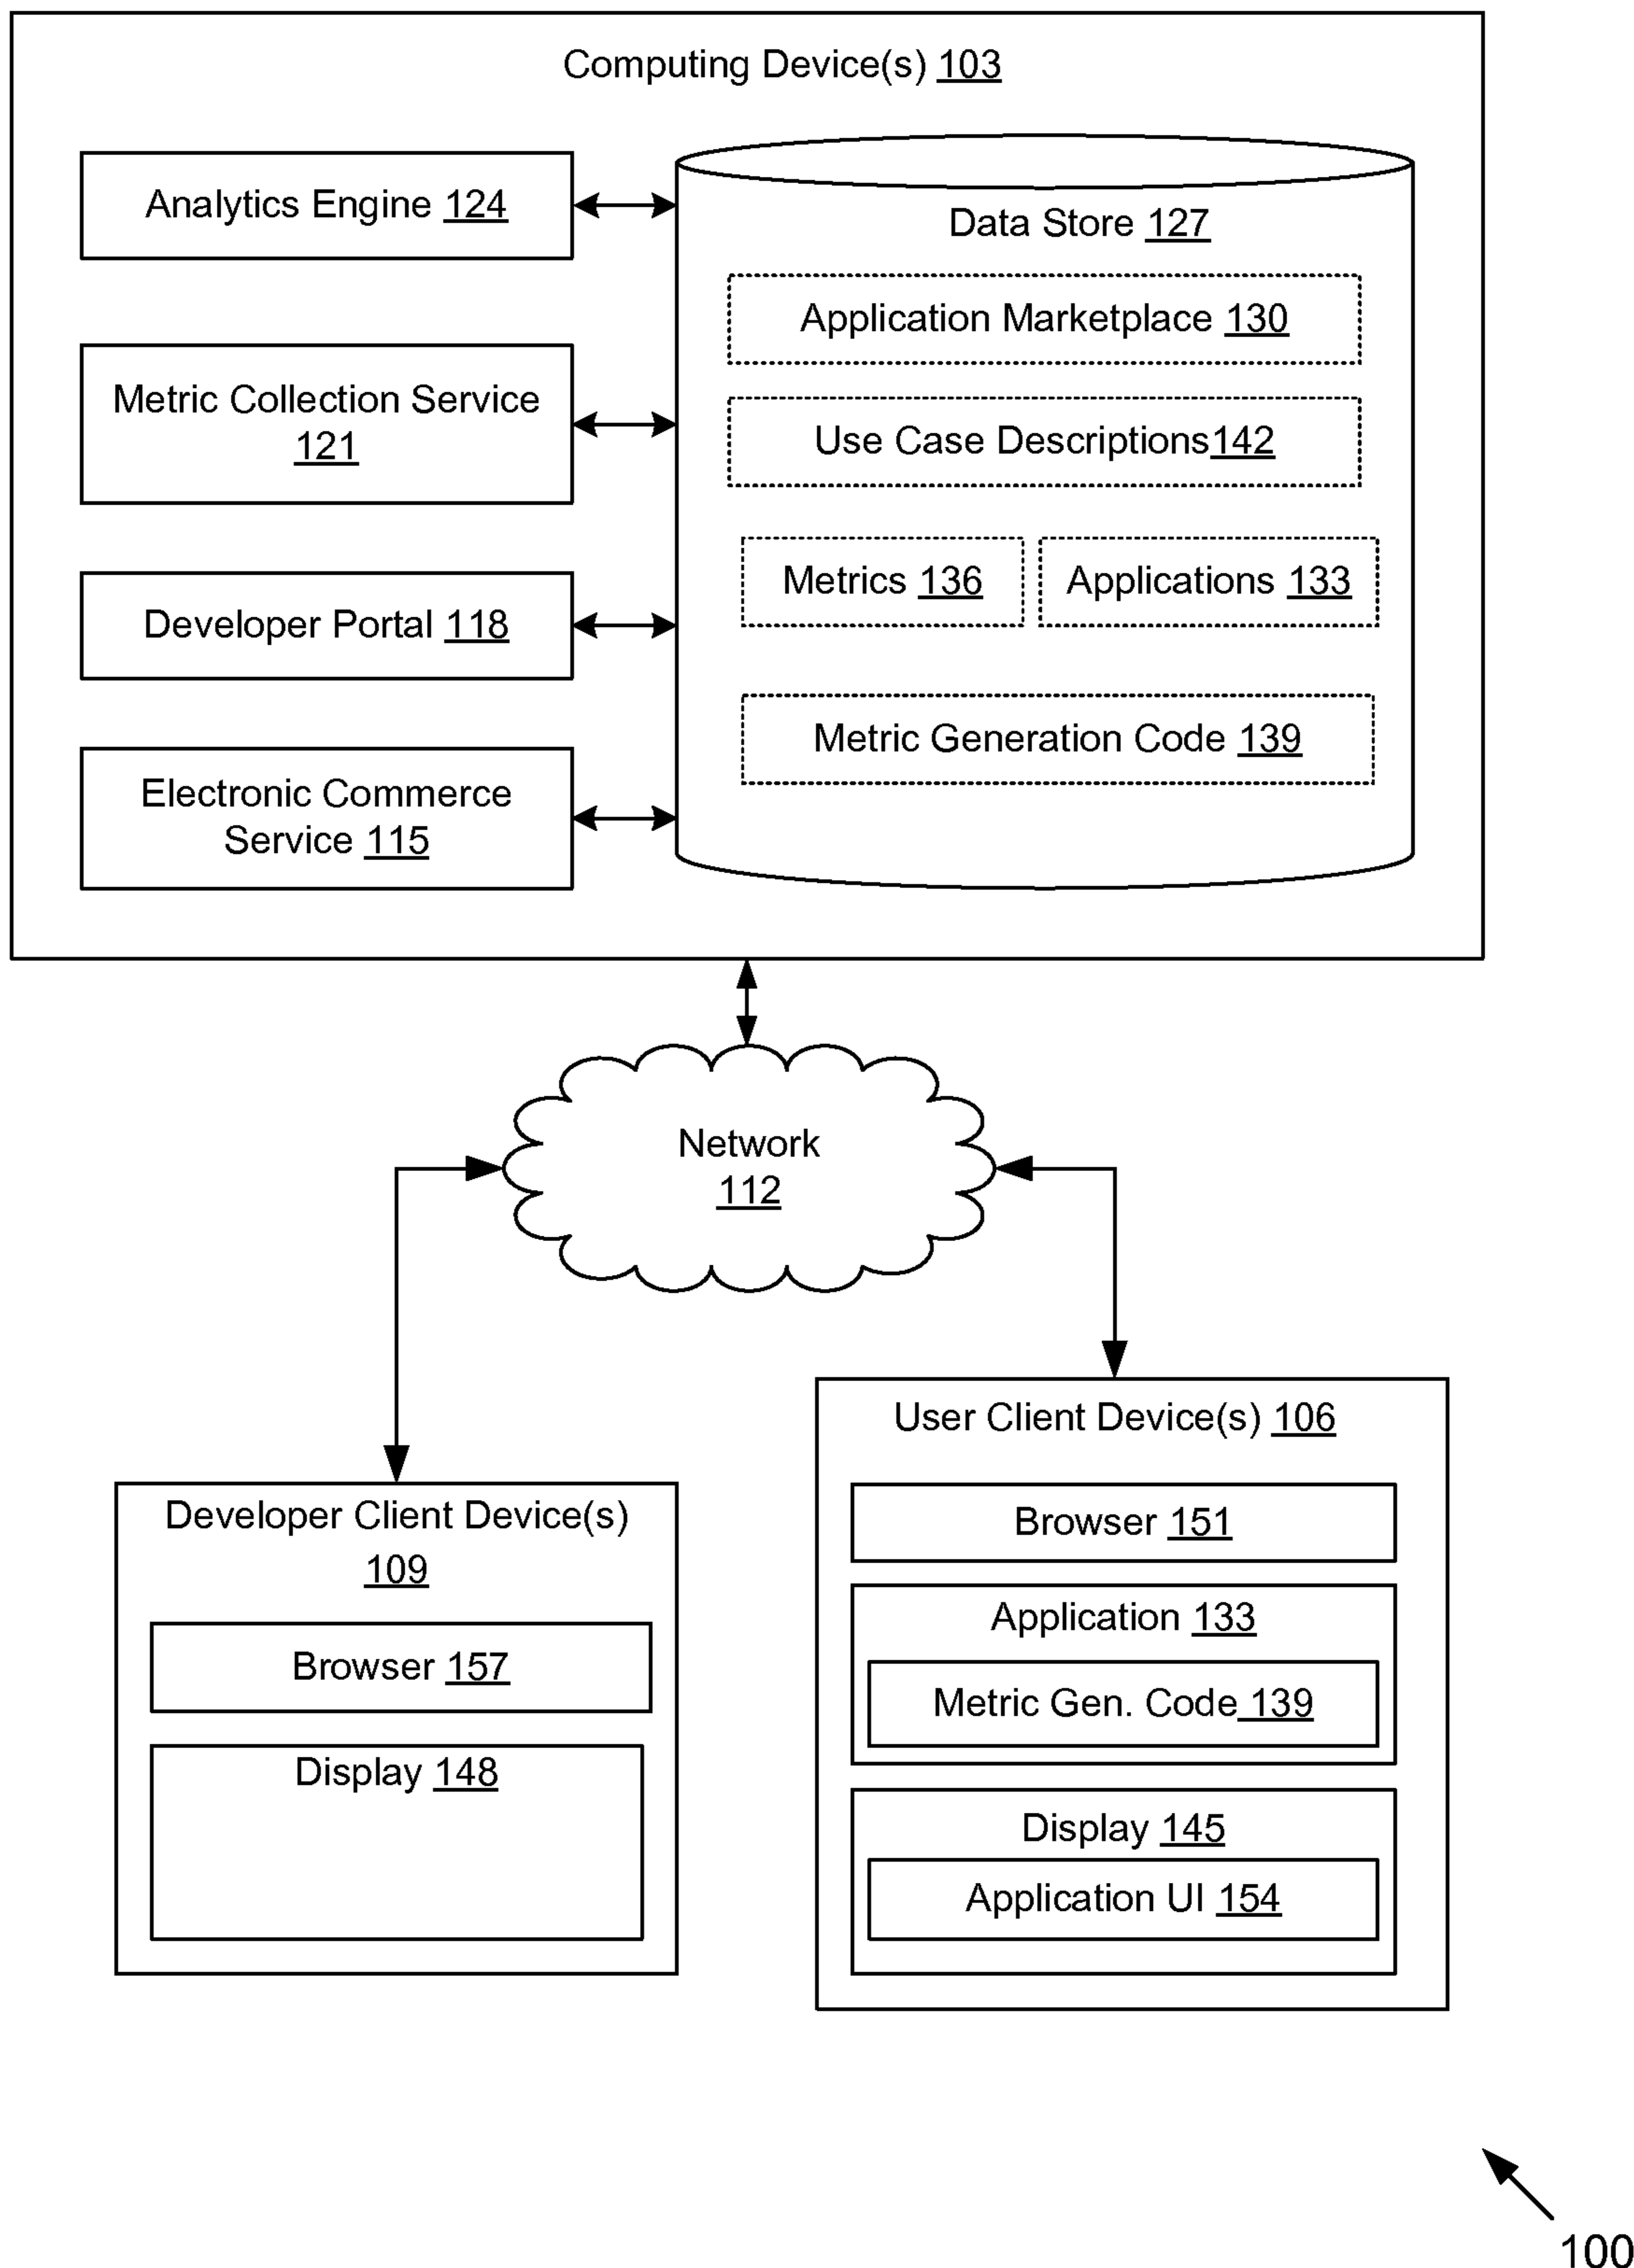 Computing Device(s) 103
Analytics Engine 124
Metric Collection Service
121
Developer Portal 118
Electronic Commerce
Service 115
Data Store 127
Application Marketplace 130
Use Case Descriptions142
Metrics 136
Applications 133
Metric Generation Code 139
Network
112
Developer Client Device(s)
109
Browser 157
Display 148
User Client Device(s) 106
Browser 151
Application 133
Metric Gen. Code 139
Display 145
Application UI 154
100